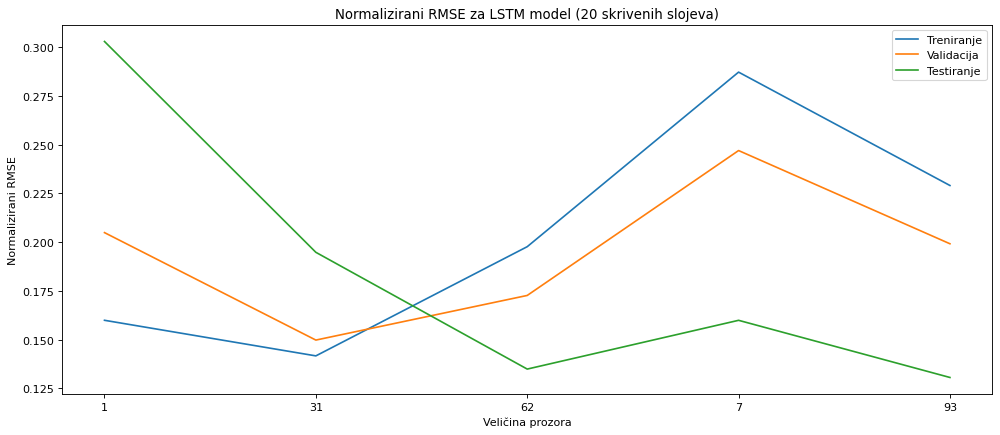 Normalizirani RMSE za LSTM model (20 skrivenih slojeva)
Treniranje
Validacija
Testiranje
Normalizirani RMSE
0.300
0.275
0.250
0.225
0.200
0.175
0.150
0.125
1 31 62 7 93
Veličina prozora